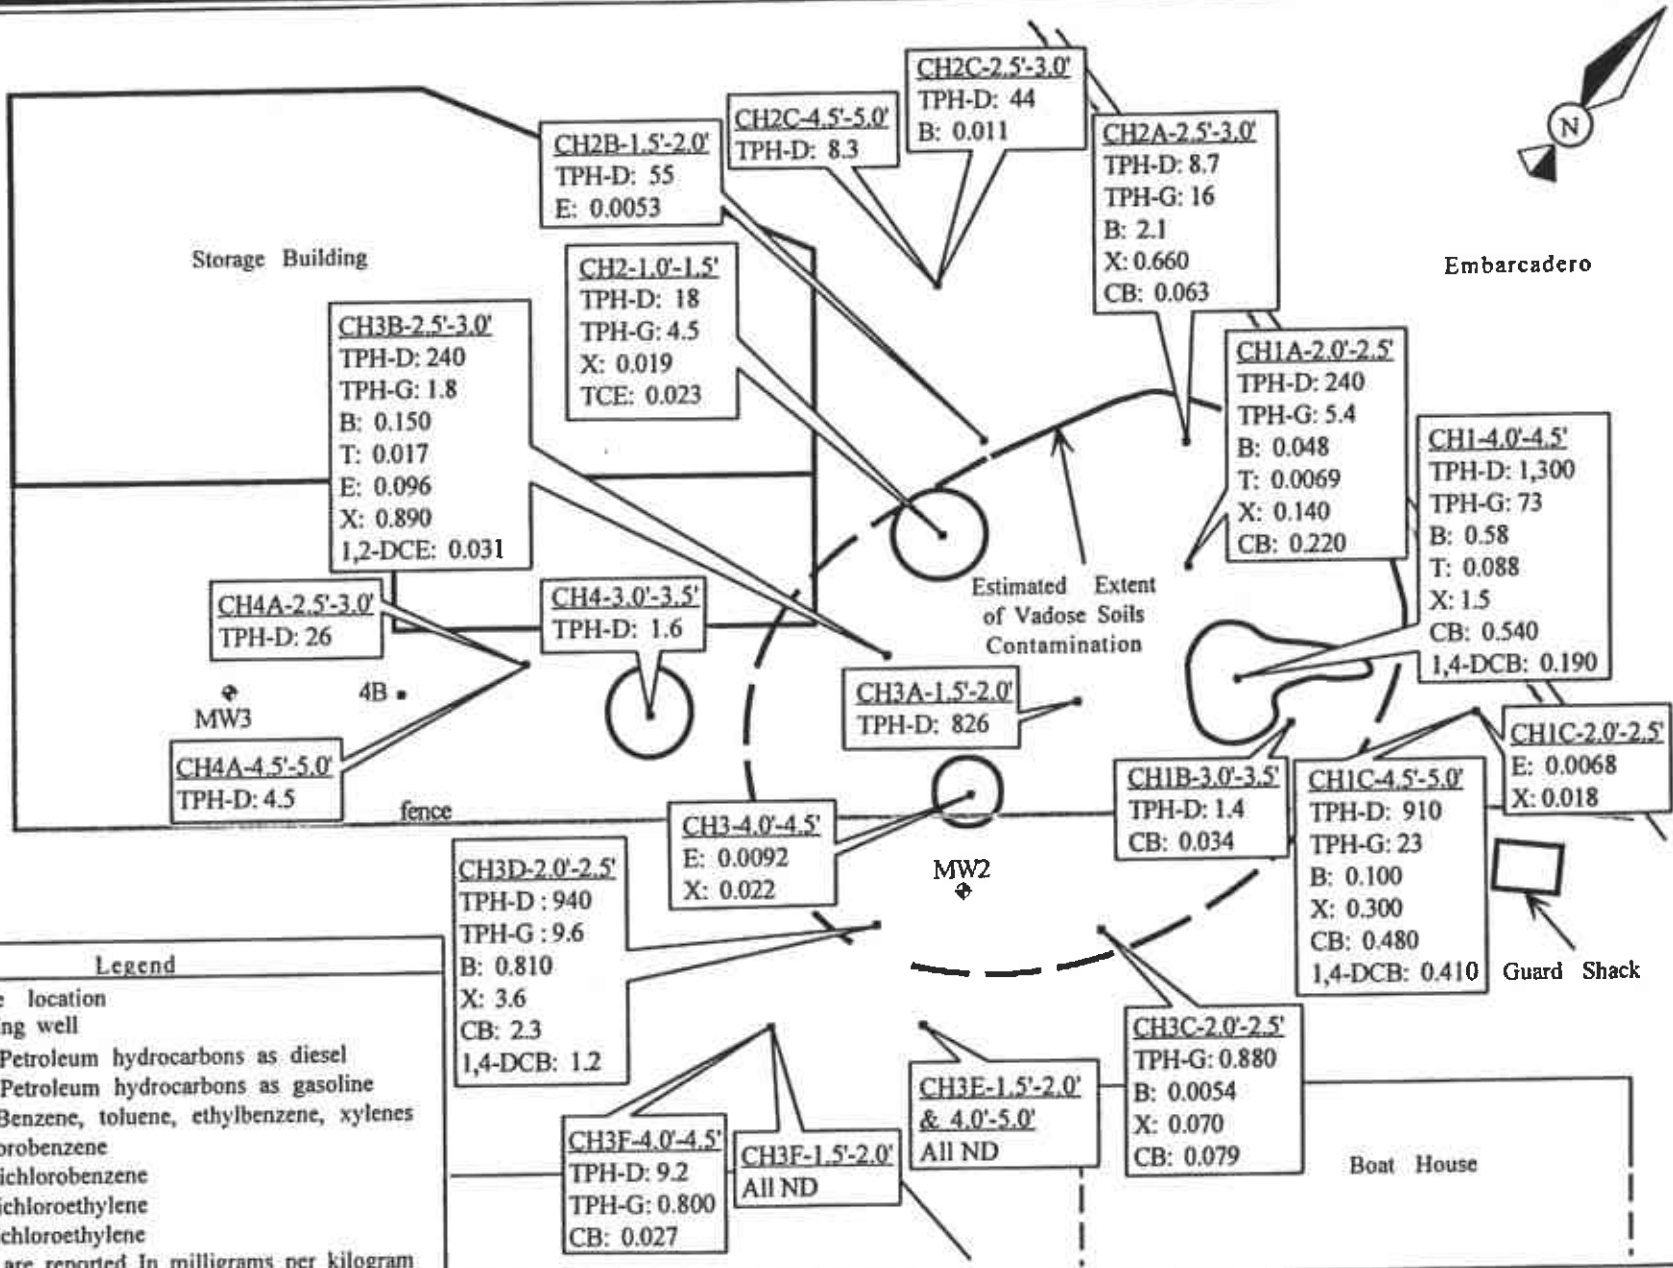 CH2C-2.5'-3.0'
TPH-D: 44
B: 0.011
CH2C-4.5'-5.0'
TPH-D: 8.3
CH2B-1.5'-2.0'
TPH-D: 55
E: 0.0053
CH2A-2.5'-3.0'
TPH-D: 8.7
TPH-G: 16
B: 2.1
X: 0.660
CB: 0.063
N
Storage Building
Embarcadero
CH2-1.0'-1.5'
TPH-D: 18
TPH-G: 4.5
X: 0.019
TCE: 0.023
CH3B-2.5'-3.0'
TPH-D: 240
TPH-G: 1.8
B: 0.150
T: 0.017
E: 0.096
X: 0.890
1,2-DCE: 0.031
CH1A-2.0'-2.5'
TPH-D: 240
TPH-G: 5.4
B: 0.048
T: 0.0069
X: 0.140
CB: 0.220
CH1-4.0'-4.5'
TPH-D: 1,300
TPH-G: 73
B: 0.58
T: 0.088
X: 1.5
CB: 0.540
1,4-DCB: 0.190
Estimated Extent
of Vadose Soils
Contamination
CH4A-2.5'-3.0'
TPH-D: 26
CH4-3.0'-3.5'
TPH-D: 1.6
4B
MW3
CH3A-1.5'-2.0'
TPH-D: 826
CH4A-4.5'-5.0'
TPH-D: 4.5
fence
CH1C-2.0'-2.5'
E: 0.0068
X: 0.018
CH1B-3.0'-3.5'
TPH-D: 1.4
CB: 0.034
CH1C-4.5'-5.0'
TPH-D: 910
TPH-G: 23
B: 0.100
X: 0.300
CB: 0.480
1,4-DCB: 0.410
CH3-4.0'-4.5'
E: 0.0092
X: 0.022
MW2
CH3D-2.0'-2.5'
TPH-D : 940
TPH-G : 9.6
B: 0.810
X: 3.6
CB: 2.3
1,4-DCB: 1.2
Guard Shack
Legend
e location
ng well
Petroleum hydrocarbons as diesel
Petroleum hydrocarbons as gasoline
Benzene, toluene, ethylbenzene, xylenes
orobenzene
ichlorobenzene
ichloroethylene
chloroethylene
are reported In milligrams per kilogram
CH3C-2.0'-2.5'
TPH-G: 0.880
B: 0.0054
X: 0.070
CB: 0.079
CH3E-1.5'-2.0'
& 4.0'-5.0'
All ND
CH3F-4.0'-4.5'
TPH-D: 9.2
TPH-G: 0.800
CB: 0.027
CH3F-1.5'-2.0'
All ND
Boat House